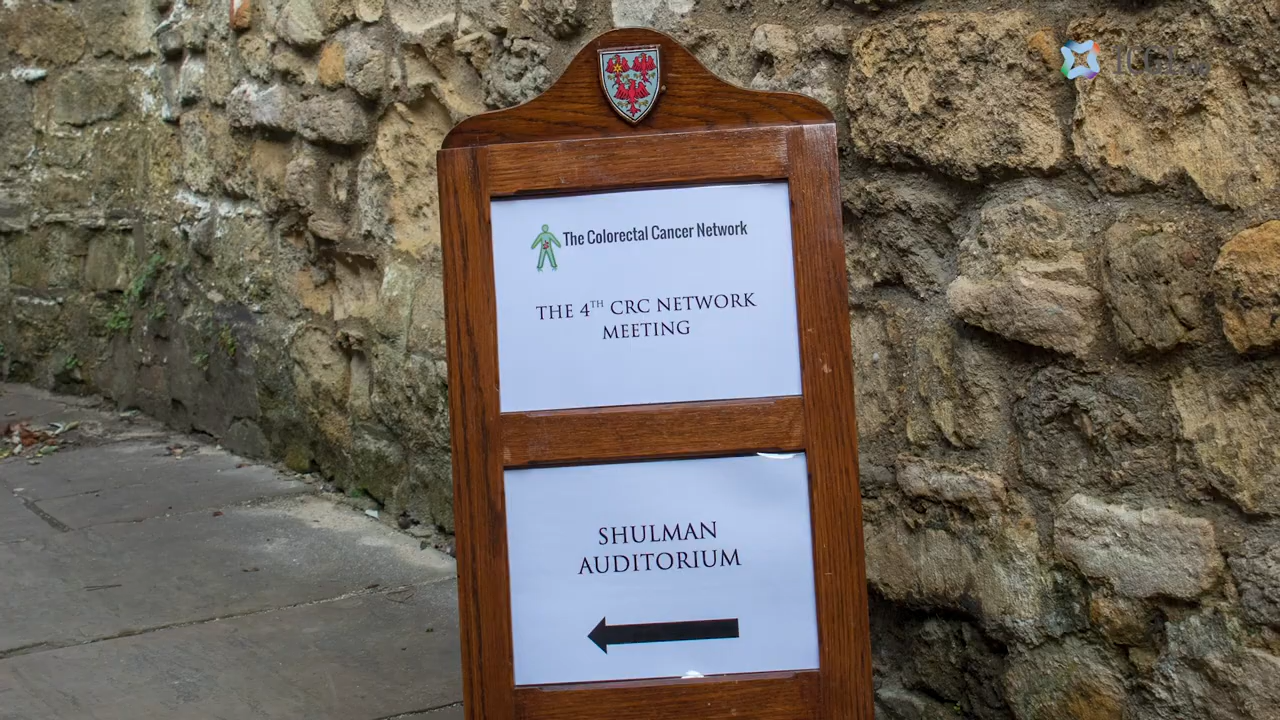 The Colorectal Cancer Network
THE 4TH CRC NETWORK
MEETING
SHULMAN
AUDITORIUM